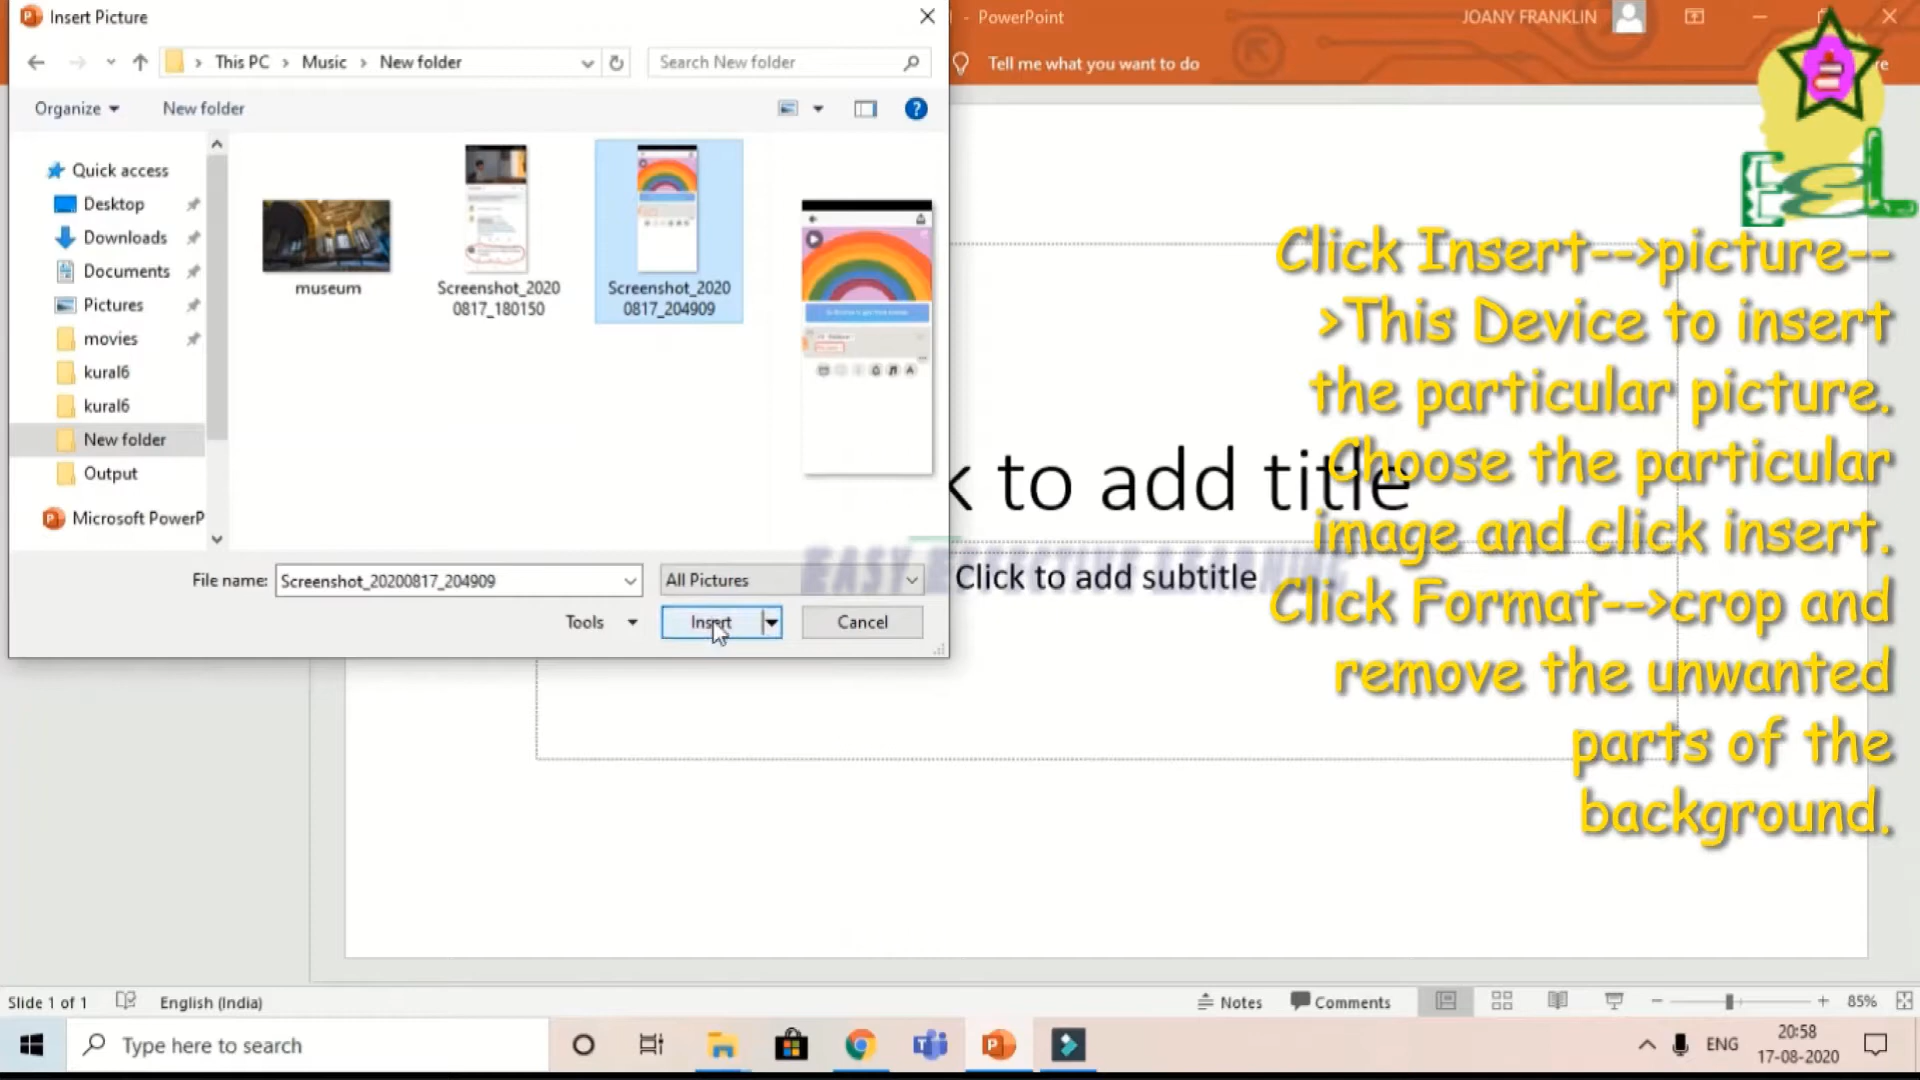 Insert Picture
- PowerPoint
JOANY FRANKLIN
This PC > Music > New folder
Search New folder
Tell me what you want to do
Organize
New folder
Quick access
Desktop
Downloads
Documents
Pictures
movies
kural6
kural6
New folder
Output
Microsoft PowerP
museum
Screenshot_2020
0817_180150
Screenshot_2020
0817_204909
File name: Screenshot_20200817_204909
All Pictures
Tools
Insert
Cancel
k to add title
Click to add subtitle
EASY EFFECTIVE LEARNING
EeL
Click Insert-->picture--
>This Device to insert
the particular picture.
Choose the particular
image and click insert.
Click Format-->crop and
remove the unwanted
parts of the
background.
Slide 1 of 1
English (India)
Notes
Comments
85%
Type here to search
ENG
20:58
17-08-2020